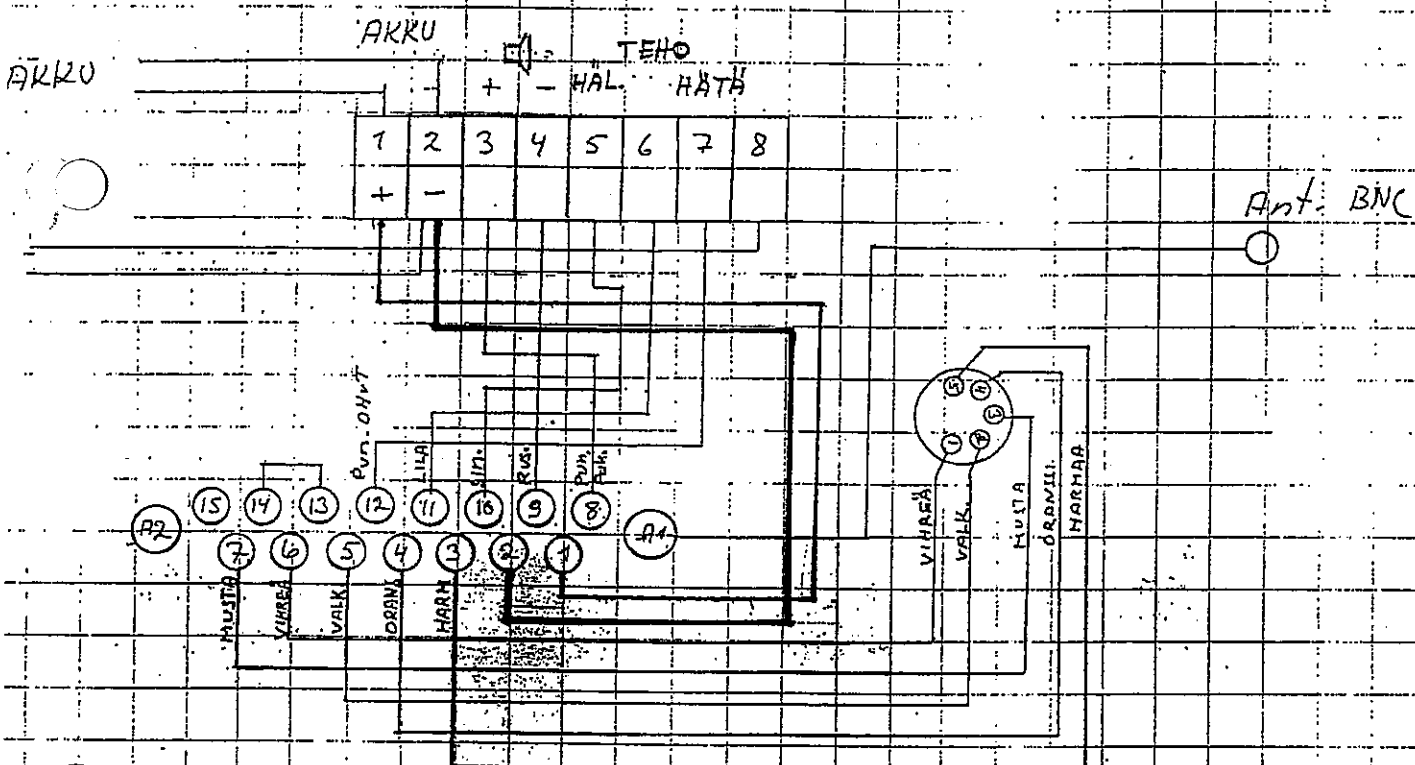 AKKU
AKKU
TEHO
+ - HÄL. HÄTÄ
1 2 3 4 5 6 7 8
+ -
Ant. BNC
Pun. OHUT
LILA
SIN.
RUS.
Pun.
5 4 3 2 1
15 14 13 12 11 10 9 8
A2
A1
7 6 5 4 3 2 1
MUSTA
VIHREÄ
VALK
ORANS
HARM
VIHREÄ
VALK.
MUSTA
ORANSSI
HARMAA